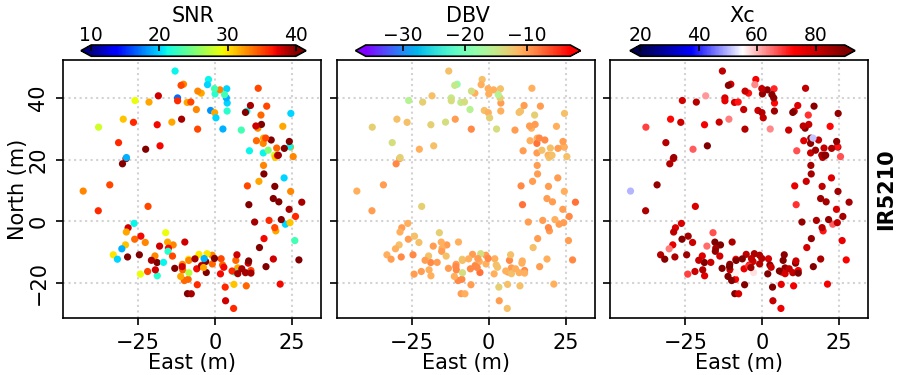 SNR DBV Xc
10 20 30 40 −30 −20 −10 20 40 60 80
40
20
0
−20
North (m)
IR5210
−25 0 25 −25 0 25 −25 0 25
East (m) East (m) East (m)